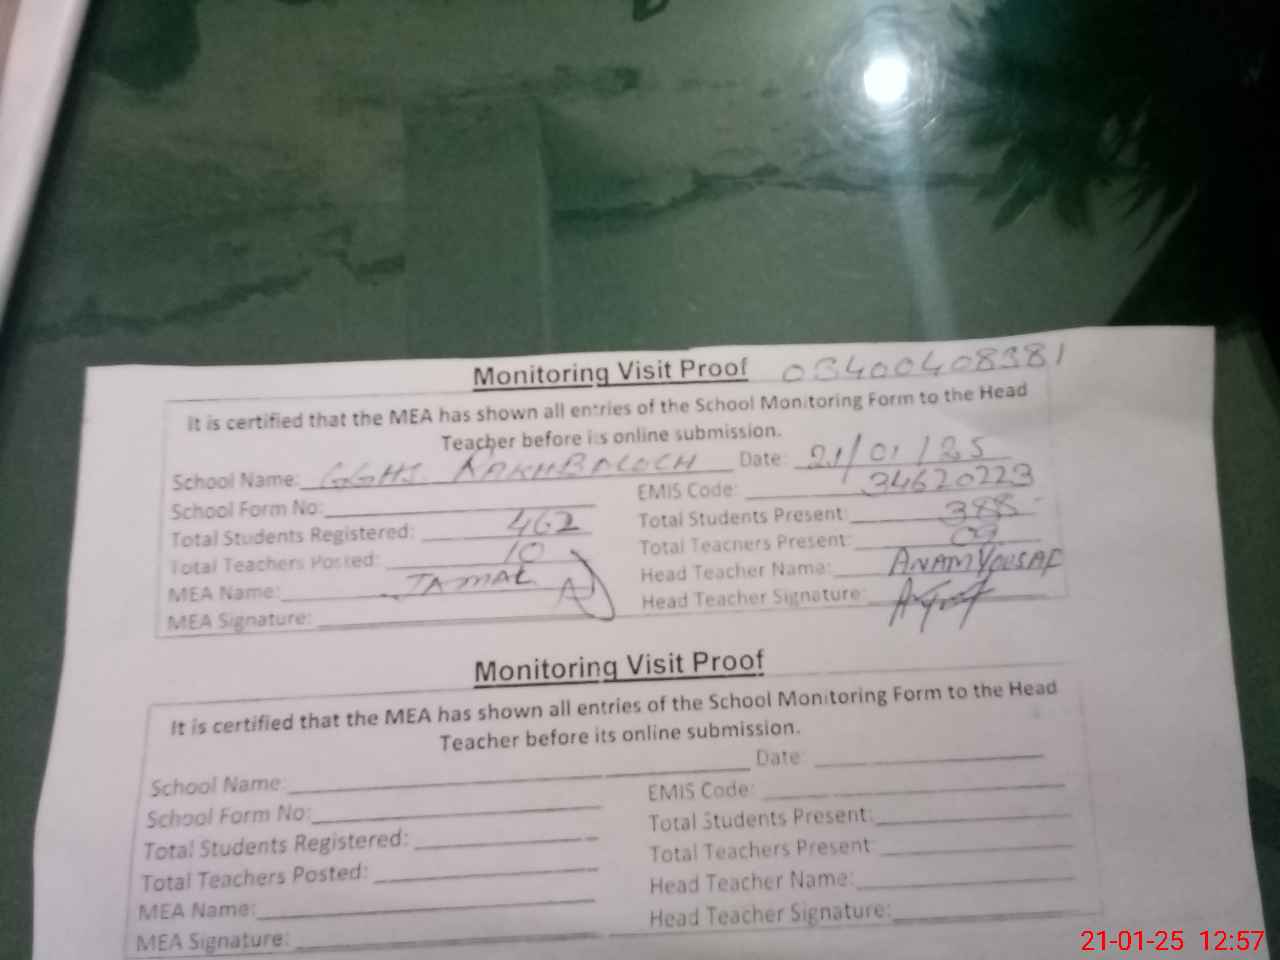 Monitoring Visit Proof 03400408381
It is certified that the MEA has shown all entries of the School Monitoring Form to the Head
Teacher before its online submission.
School Name: GGHS. KAKHBALOCH Date: 21/01/25
School Form No: EMIS Code: 34620223
Total Students Registered: 462 Total Students Present: 388
Total Teachers Posted: 10 Total Teachers Present: 09
MEA Name: JAMAL Head Teacher Name: ANAM YOUSAF
MEA Signature: Head Teacher Signature:
Monitoring Visit Proof
It is certified that the MEA has shown all entries of the School Monitoring Form to the Head
Teacher before its online submission.
School Name: Date:
School Form No: EMIS Code:
Total Students Registered: Total Students Present:
Total Teachers Posted: Total Teachers Present
MEA Name: Head Teacher Name:
MEA Signature: Head Teacher Signature:
21-01-25 12:57